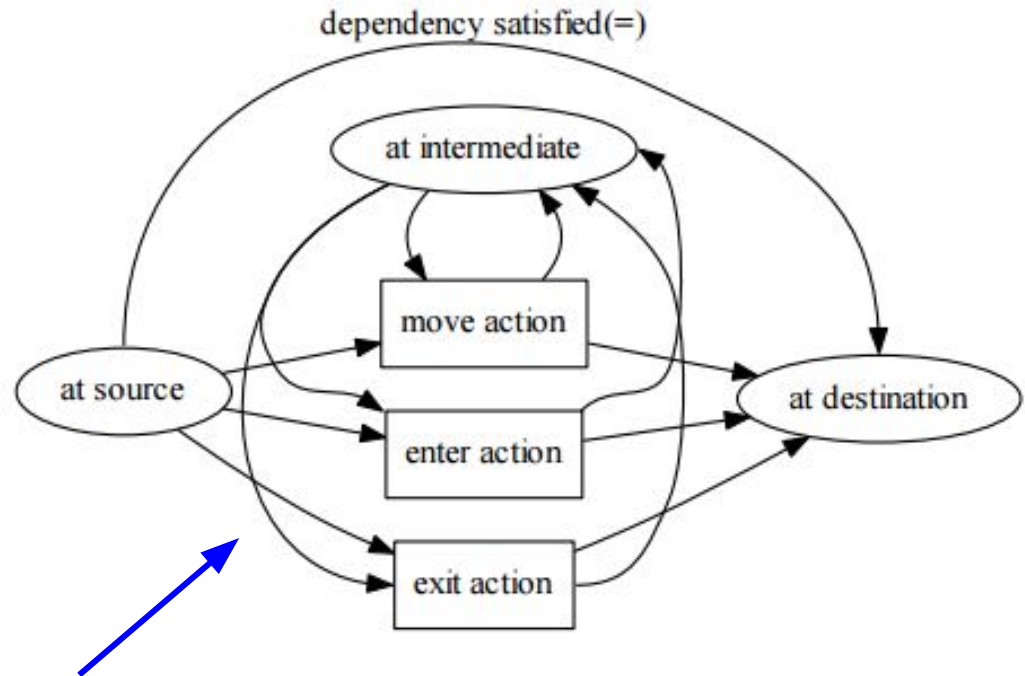 dependency satisfied(=)
at intermediate
move action
at source
at destination
enter action
exit action